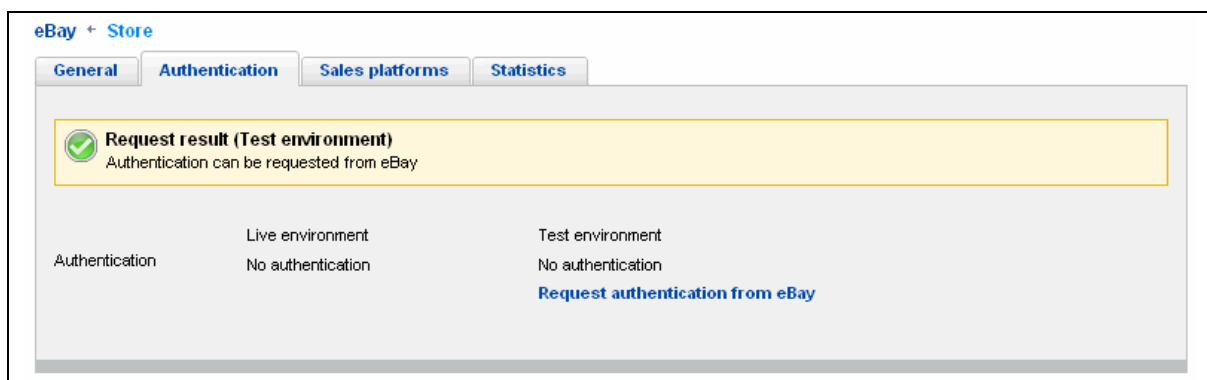 eBay ← Store
General Authentication Sales platforms Statistics
Request result (Test environment)
Authentication can be requested from eBay
Live environment Test environment
Authentication No authentication No authentication
Request authentication from eBay